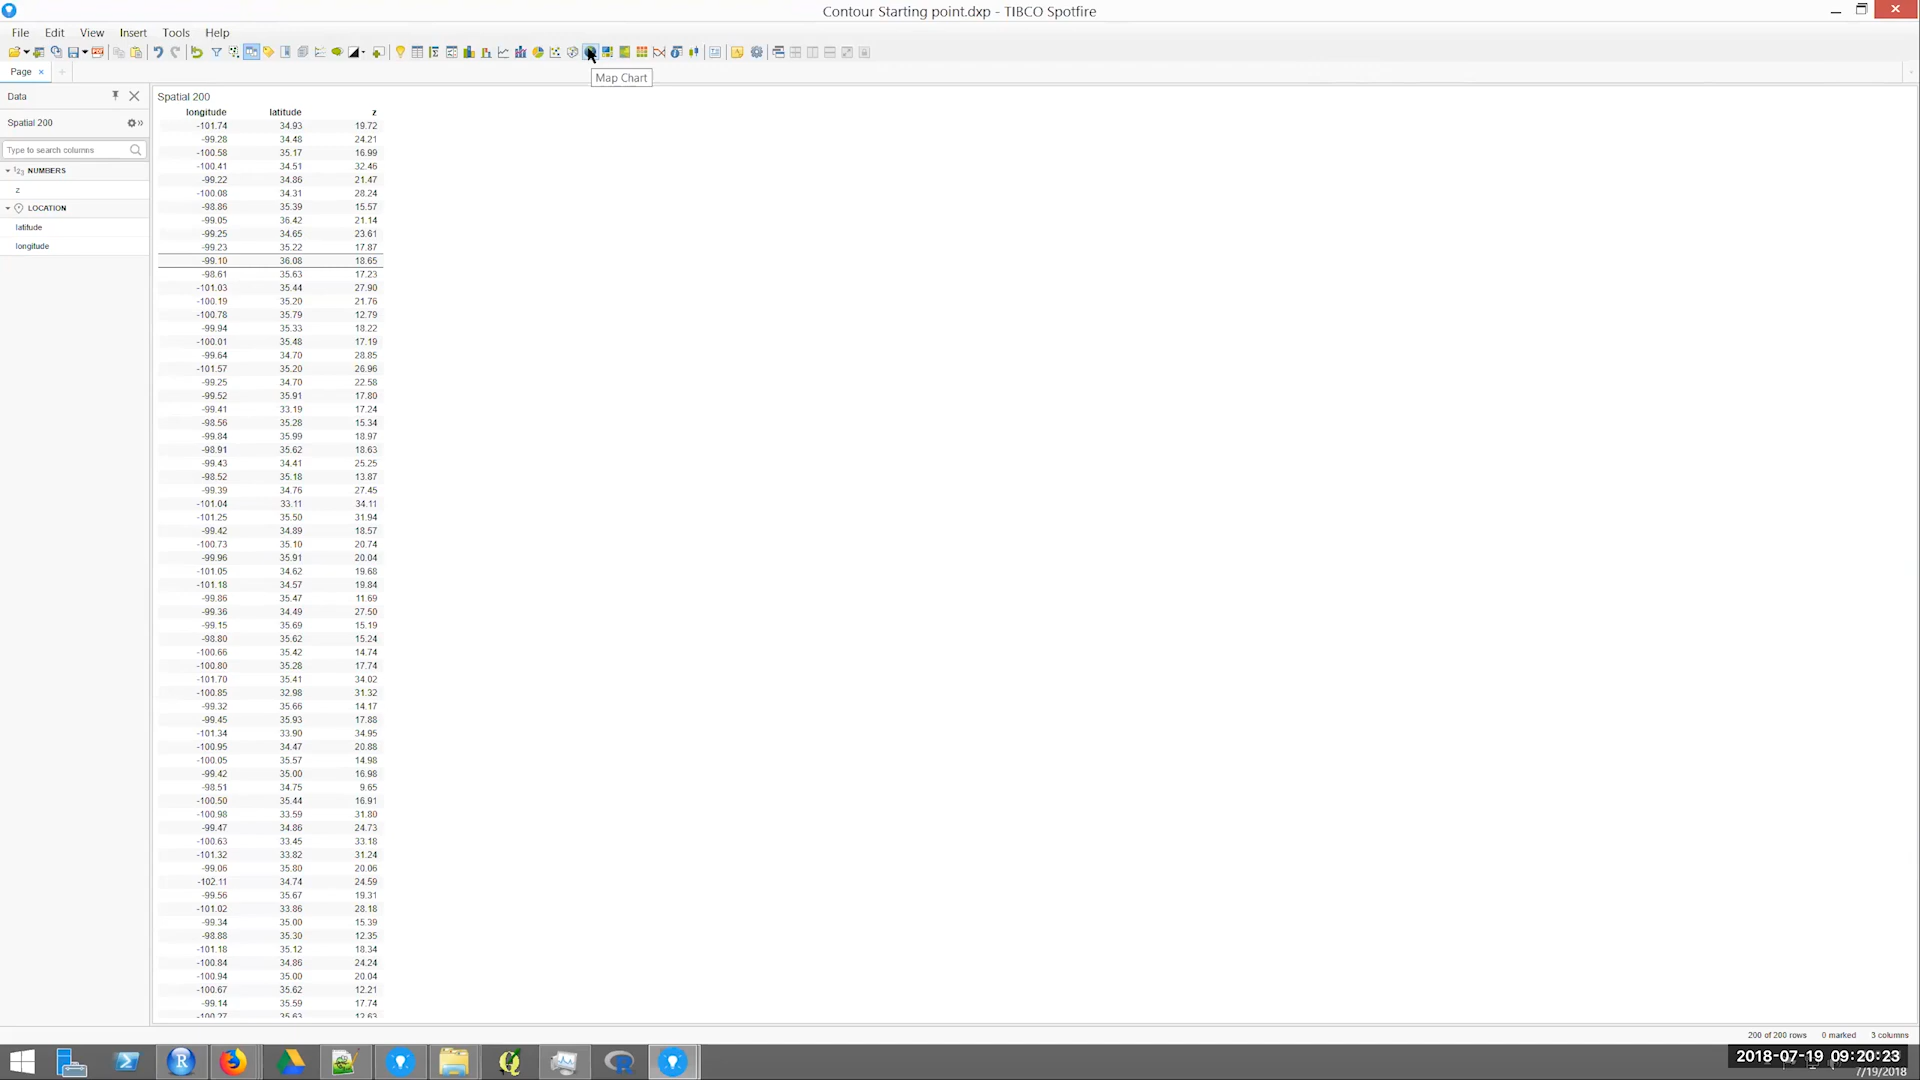 Contour Starting point.dxp - TIBCO Spotfire
File Edit View Insert Tools Help
Map Chart
Page
Data
Spatial 200
Type to search columns
NUMBERS
z
LOCATION
latitude
longitude
Spatial 200
longitude latitude z
-101.74 34.93 19.72
-99.28 34.48 24.21
-100.58 35.17 16.99
-100.41 34.51 32.46
-99.22 34.86 21.47
-100.08 34.31 28.24
-98.86 35.39 15.57
-99.05 36.42 21.14
-99.25 34.65 23.61
-99.23 35.22 17.87
-99.10 36.08 18.65
-98.61 35.63 17.23
-101.03 35.44 27.90
-100.19 35.20 21.76
-100.78 35.79 12.79
-99.94 35.33 18.22
-100.01 35.48 17.19
-99.64 34.70 28.85
-101.57 35.20 26.96
-99.25 34.70 22.58
-99.52 35.91 17.80
-99.41 33.19 17.24
-98.56 35.28 15.34
-99.84 35.99 18.97
-98.91 35.62 18.63
-99.43 34.41 25.25
-98.52 35.18 13.87
-99.39 34.76 27.45
-101.04 33.11 34.11
-101.25 35.50 31.94
-99.42 34.89 18.57
-100.73 35.10 20.74
-99.96 35.91 20.04
-101.05 34.62 19.68
-101.18 34.57 19.84
-99.86 35.47 11.69
-99.36 34.49 27.50
-99.15 35.69 15.19
-98.80 35.62 15.24
-100.66 35.42 14.74
-100.80 35.28 17.74
-101.70 35.41 34.02
-100.85 32.98 31.32
-99.32 35.66 14.17
-99.45 35.93 17.88
-101.34 33.90 34.95
-100.95 34.47 20.88
-100.05 35.57 14.98
-99.42 35.00 16.98
-98.51 34.75 9.65
-100.50 35.44 16.91
-100.98 33.59 31.80
-99.47 34.86 24.73
-100.63 33.45 33.18
-101.32 33.82 31.24
-99.06 35.80 20.06
-102.11 34.74 24.59
-99.56 35.67 19.31
-101.02 33.86 28.18
-99.34 35.00 15.39
-98.88 35.30 12.35
-101.18 35.12 18.34
-100.84 34.86 24.24
-100.94 35.00 20.04
-100.67 35.62 12.21
-99.14 35.59 17.74
-100.27 35.63 12.63
200 of 200 rows 0 marked 3 columns
2018-07-19 09:20:23
7/19/2018